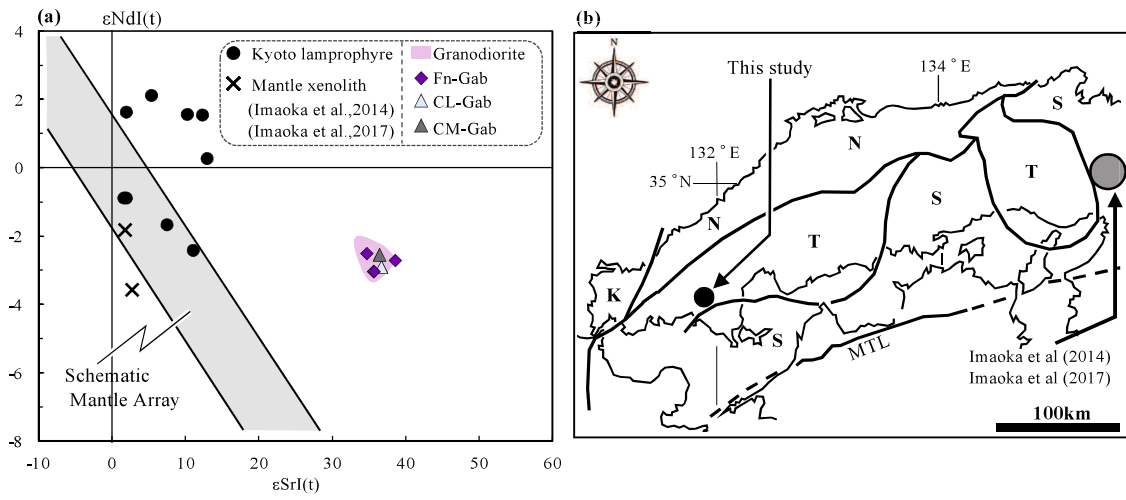 (a)
εNdI(t)
4
2
0
-2
-4
-6
-8
-10
0
10
20
30
40
50
60
εSrI(t)
Kyoto lamprophyre
Mantle xenolith
(Imaoka et al.,2014)
(Imaoka et al.,2017)
Granodiorite
Fn-Gab
CL-Gab
CM-Gab
Schematic
Mantle Array
(b)
N
This study
134°E
S
N
132°E
35°N
T
S
N
T
K
S
MTL
Imaoka et al (2014)
Imaoka et al (2017)
100km